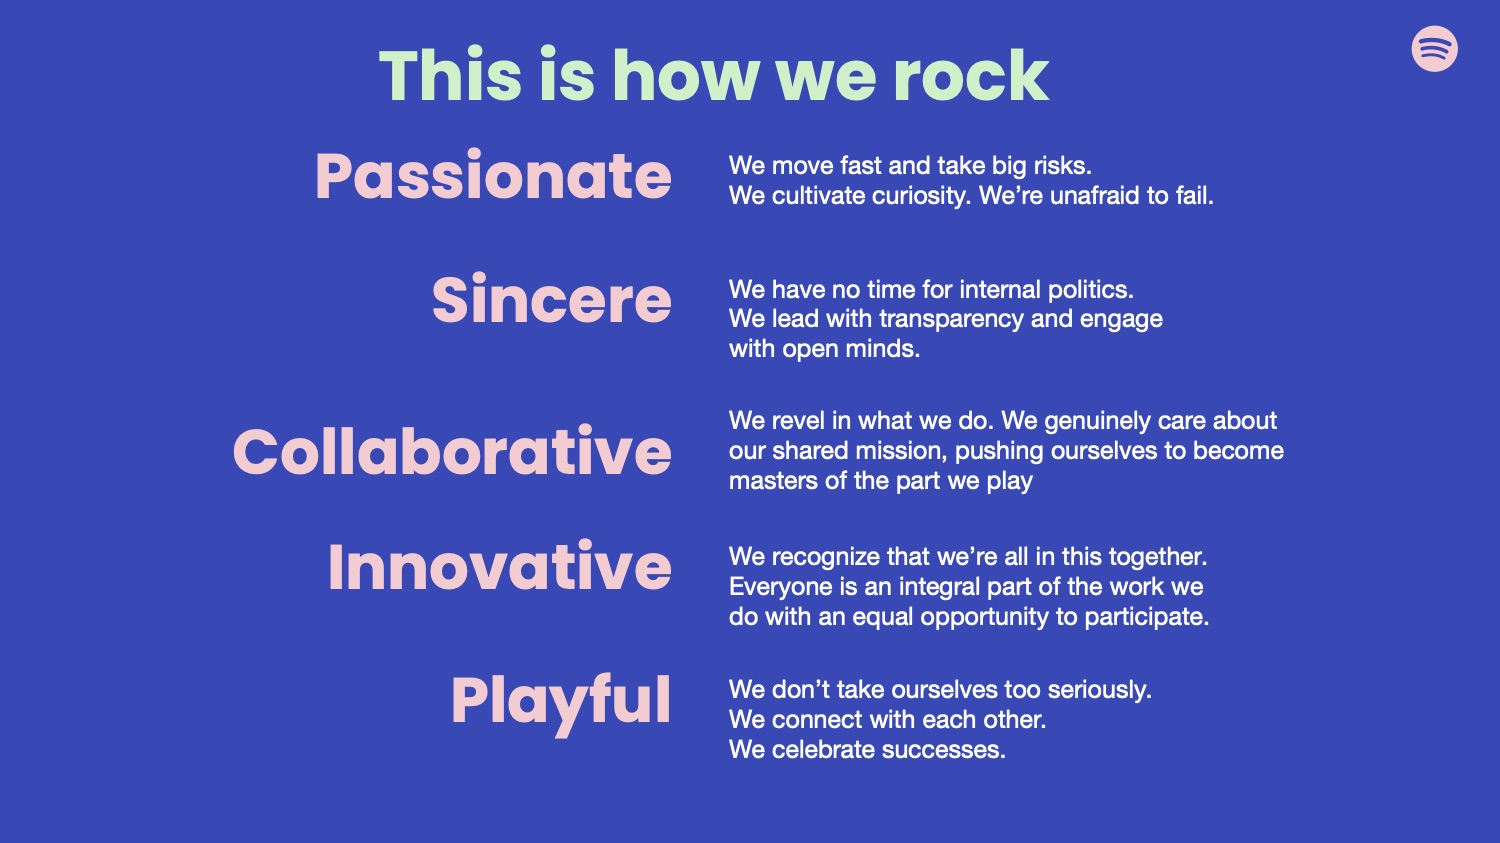 This is how we rock
Passionate
We move fast and take big risks.
We cultivate curiosity. We’re unafraid to fail.
Sincere
We have no time for internal politics.
We lead with transparency and engage
with open minds.
Collaborative
We revel in what we do. We genuinely care about
our shared mission, pushing ourselves to become
masters of the part we play
Innovative
We recognize that we’re all in this together.
Everyone is an integral part of the work we
do with an equal opportunity to participate.
Playful
We don’t take ourselves too seriously.
We connect with each other.
We celebrate successes.